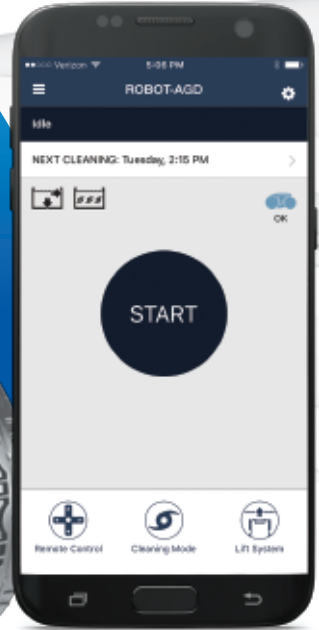 Verizon 5:05 PM
ROBOT-AGD
Idle
NEXT CLEANING: Tuesday, 2:15 PM
OK
START
Remote Control Cleaning Mode Lift System